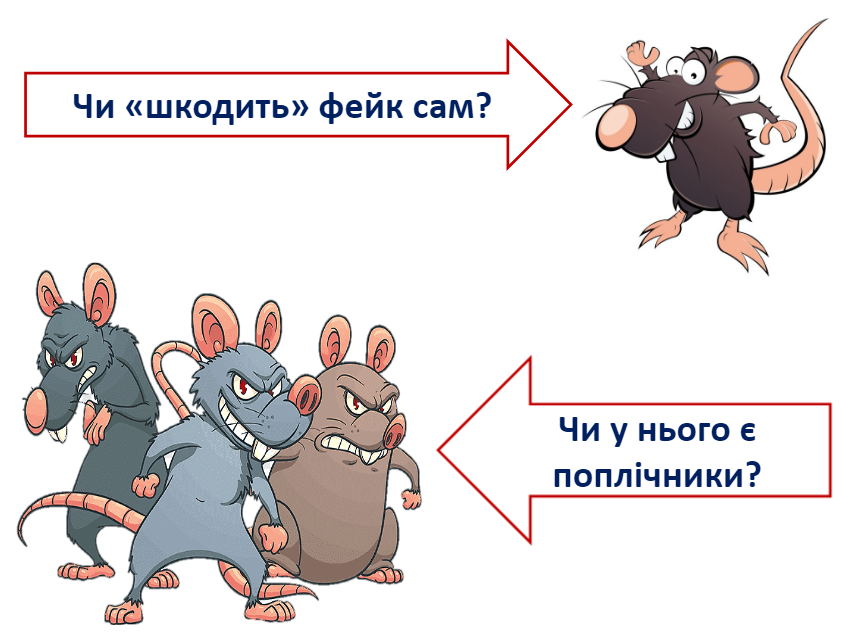 Чи «шкодить» фейк сам?
Чи у нього є
поплічники?